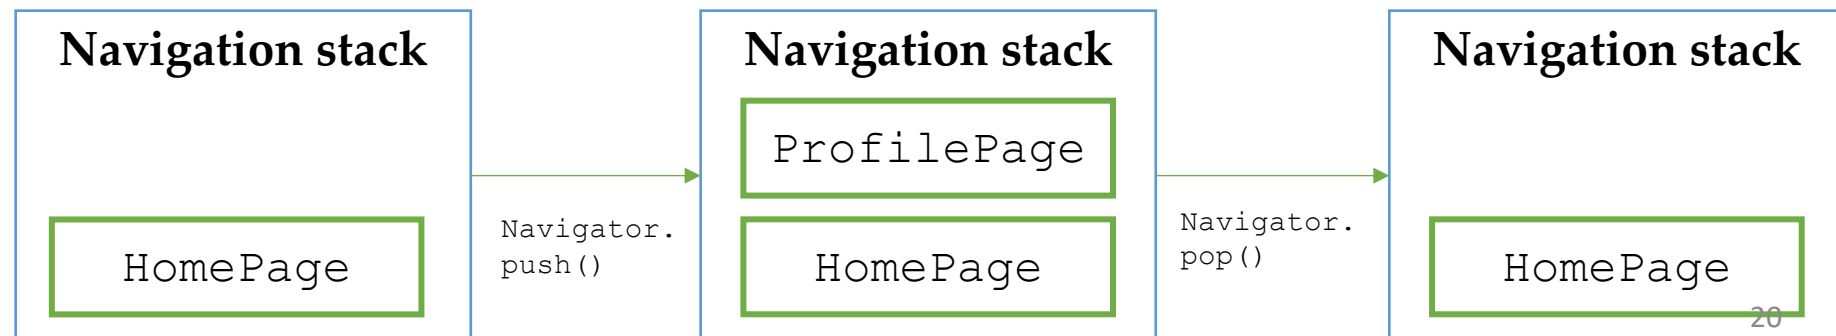 Navigation stack
HomePage
Navigator.
push()
Navigation stack
ProfilePage
HomePage
Navigator.
pop()
Navigation stack
HomePage
20